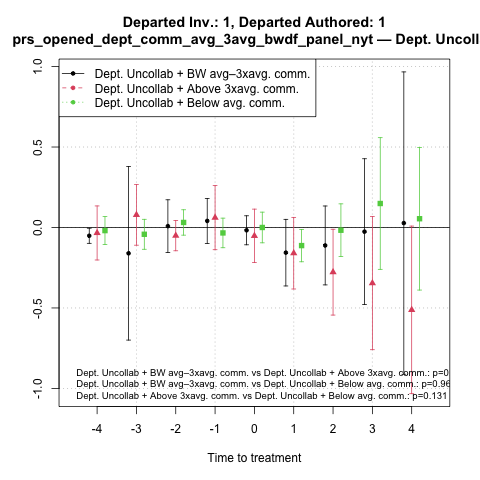 Departed Inv.: 1, Departed Authored: 1
prs_opened_dept_comm_avg_3avg_bwdf_panel_nyt — Dept. Uncoll
Dept. Uncollab + BW avg–3xavg. comm.
Dept. Uncollab + Above 3xavg. comm.
Dept. Uncollab + Below avg. comm.
1.0
0.5
0.0
-0.5
-1.0
Dept. Uncollab + BW avg–3xavg. comm. vs Dept. Uncollab + Above 3xavg. comm.: p=0
Dept. Uncollab + BW avg–3xavg. comm. vs Dept. Uncollab + Below avg. comm.: p=0.96
Dept. Uncollab + Above 3xavg. comm. vs Dept. Uncollab + Below avg. comm.: p=0.131
-4 -3 -2 -1 0 1 2 3 4
Time to treatment